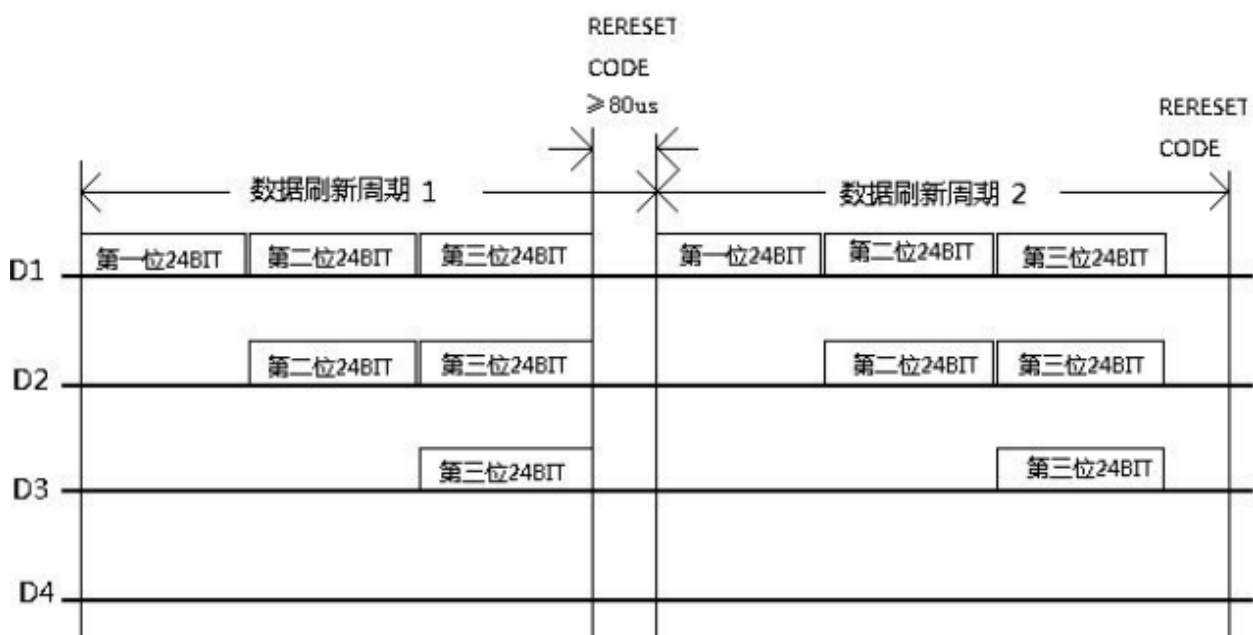 RERESET
CODE
≥80us
RERESET
CODE
数据刷新周期 1
数据刷新周期 2
D1 第一位24BIT 第二位24BIT 第三位24BIT 第一位24BIT 第二位24BIT 第三位24BIT
D2 第二位24BIT 第三位24BIT 第二位24BIT 第三位24BIT
D3 第三位24BIT 第三位24BIT
D4